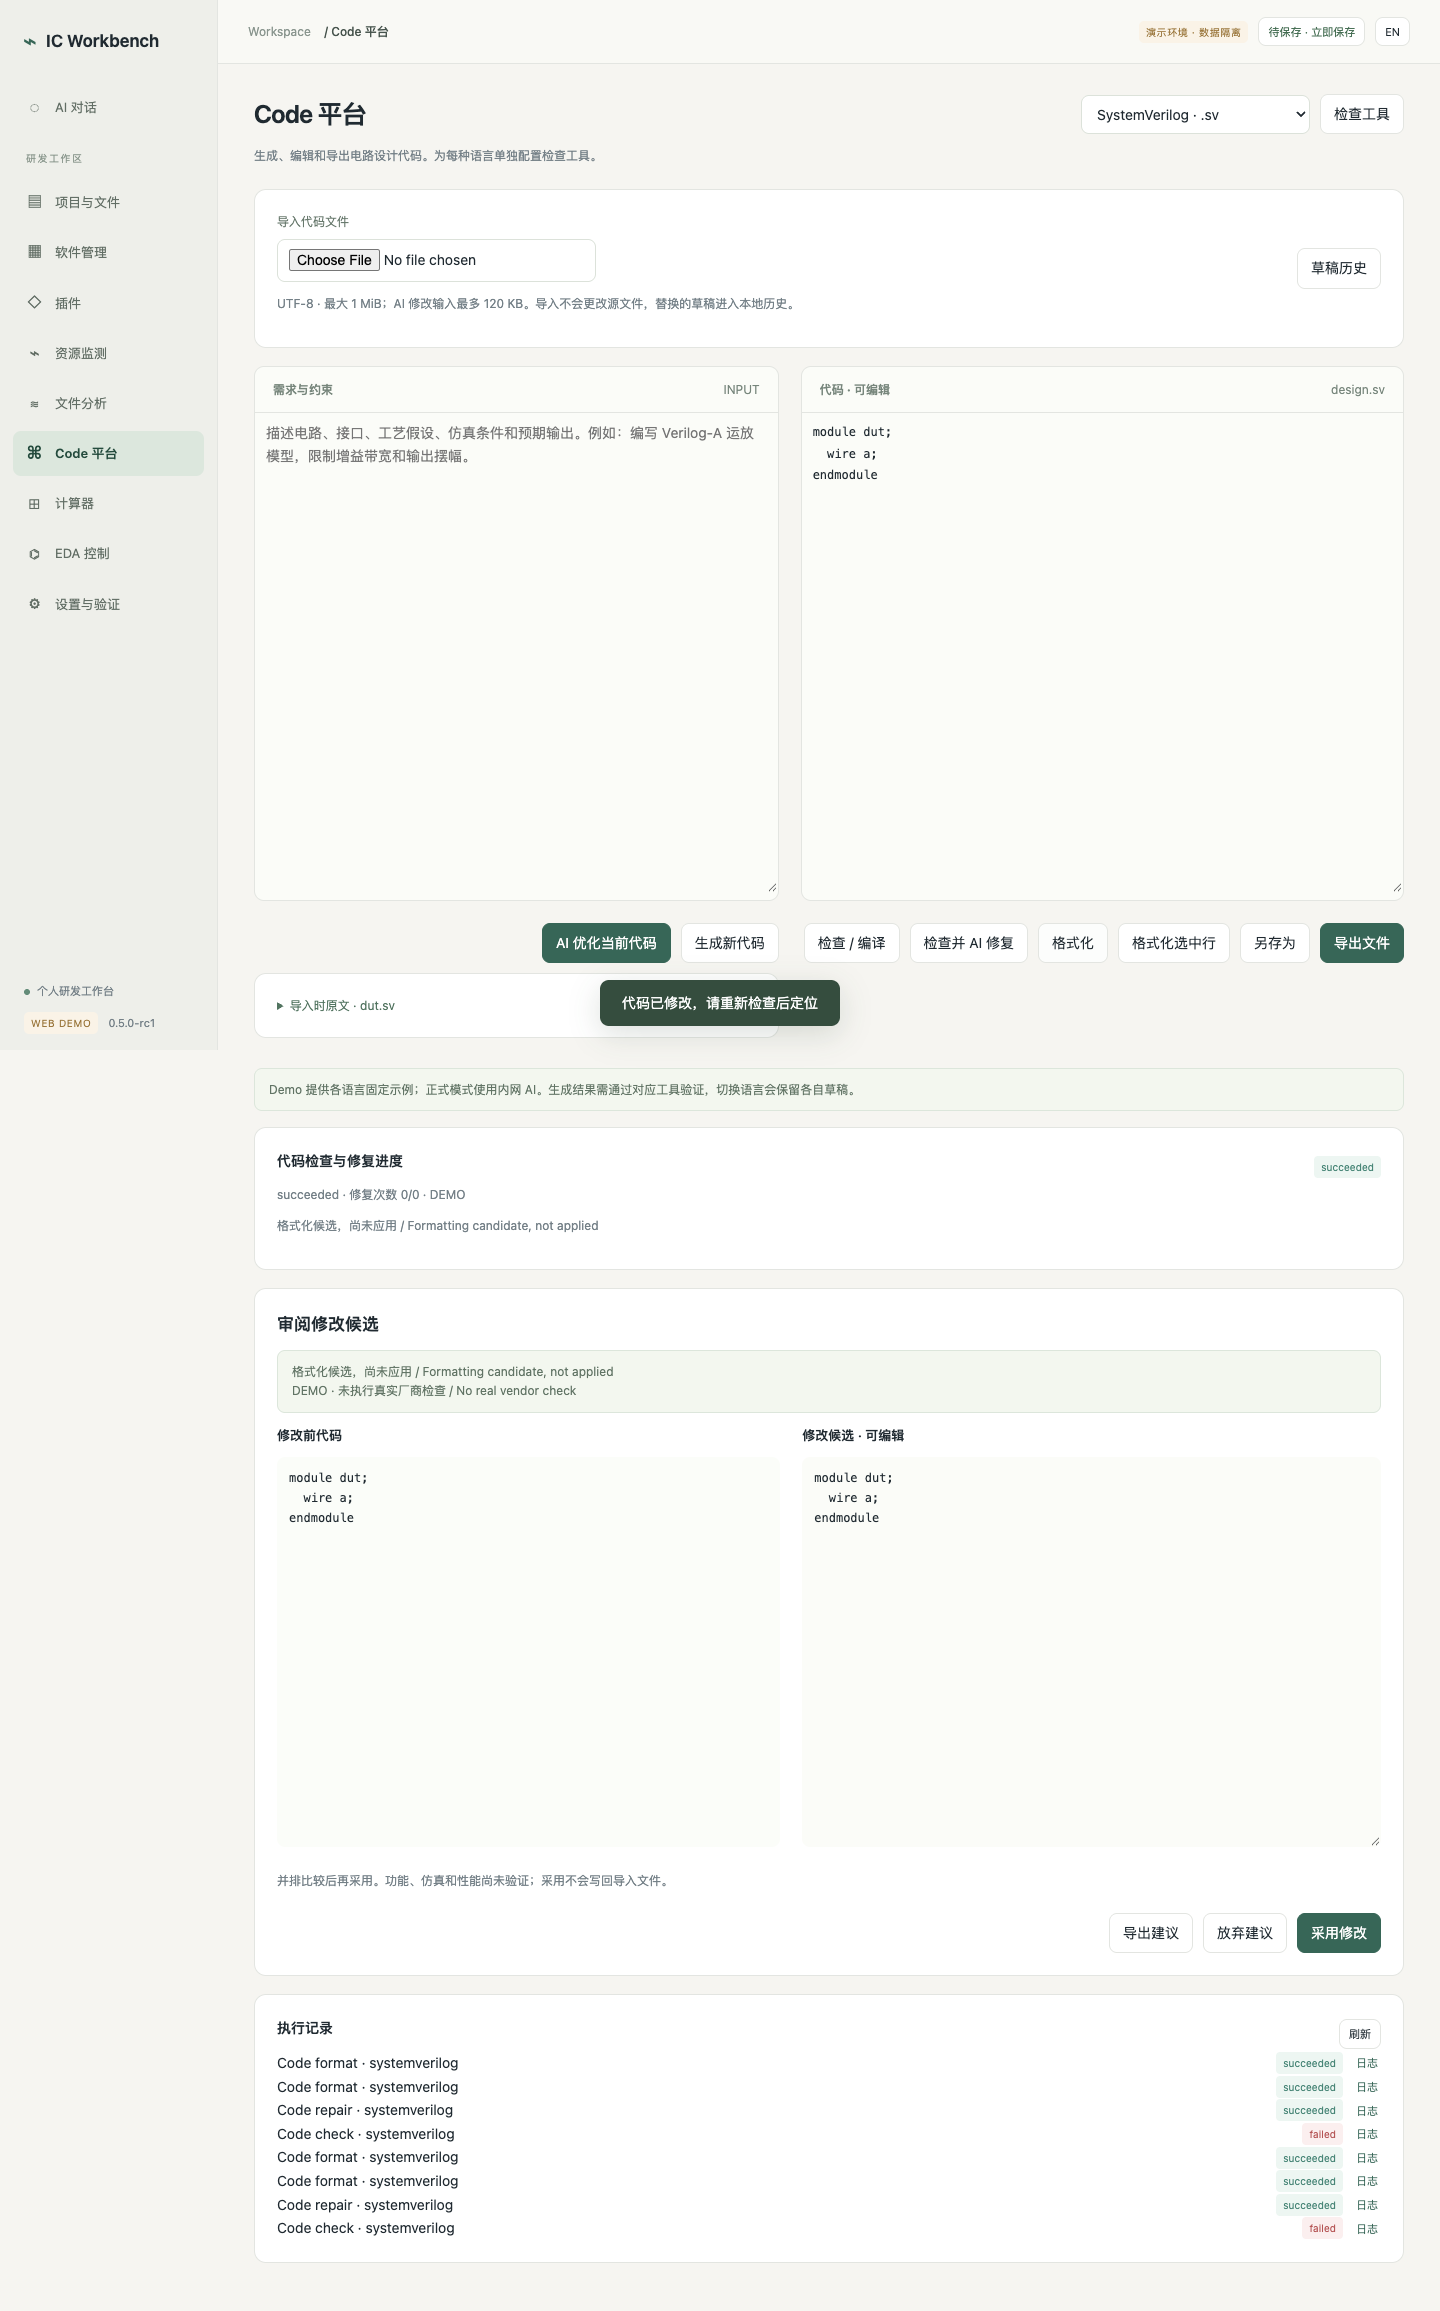 IC Workbench
AI 对话
研发工作区
项目与文件
软件管理
插件
资源监测
文件分析
Code 平台
计算器
EDA 控制
设置与验证
个人研发工作台
WEB DEMO 0.5.0-rc1
Workspace / Code 平台
演示环境 · 数据隔离
待保存 · 立即保存
EN
Code 平台
SystemVerilog · .sv
检查工具
生成、编辑和导出电路设计代码。为每种语言单独配置检查工具。
导入代码文件
Choose File No file chosen
草稿历史
UTF-8 · 最大 1 MiB；AI 修改输入最多 120 KB。导入不会更改源文件，替换的草稿进入本地历史。
需求与约束 INPUT
描述电路、接口、工艺假设、仿真条件和预期输出。例如：编写 Verilog-A 运放
模型，限制增益带宽和输出摆幅。
代码 · 可编辑 design.sv
module dut;
  wire a;
endmodule
AI 优化当前代码
生成新代码
检查 / 编译
检查并 AI 修复
格式化
格式化选中行
另存为
导出文件
导入时原文 · dut.sv
代码已修改，请重新检查后定位
Demo 提供各语言固定示例；正式模式使用内网 AI。生成结果需通过对应工具验证，切换语言会保留各自草稿。
代码检查与修复进度
succeeded
succeeded · 修复次数 0/0 · DEMO
格式化候选，尚未应用 / Formatting candidate, not applied
审阅修改候选
格式化候选，尚未应用 / Formatting candidate, not applied
DEMO · 未执行真实厂商检查 / No real vendor check
修改前代码
module dut;
  wire a;
endmodule
修改候选 · 可编辑
module dut;
  wire a;
endmodule
并排比较后再采用。功能、仿真和性能尚未验证；采用不会写回导入文件。
导出建议
放弃建议
采用修改
执行记录
刷新
Code format · systemverilog succeeded 日志
Code format · systemverilog succeeded 日志
Code repair · systemverilog succeeded 日志
Code check · systemverilog failed 日志
Code format · systemverilog succeeded 日志
Code format · systemverilog succeeded 日志
Code repair · systemverilog succeeded 日志
Code check · systemverilog failed 日志